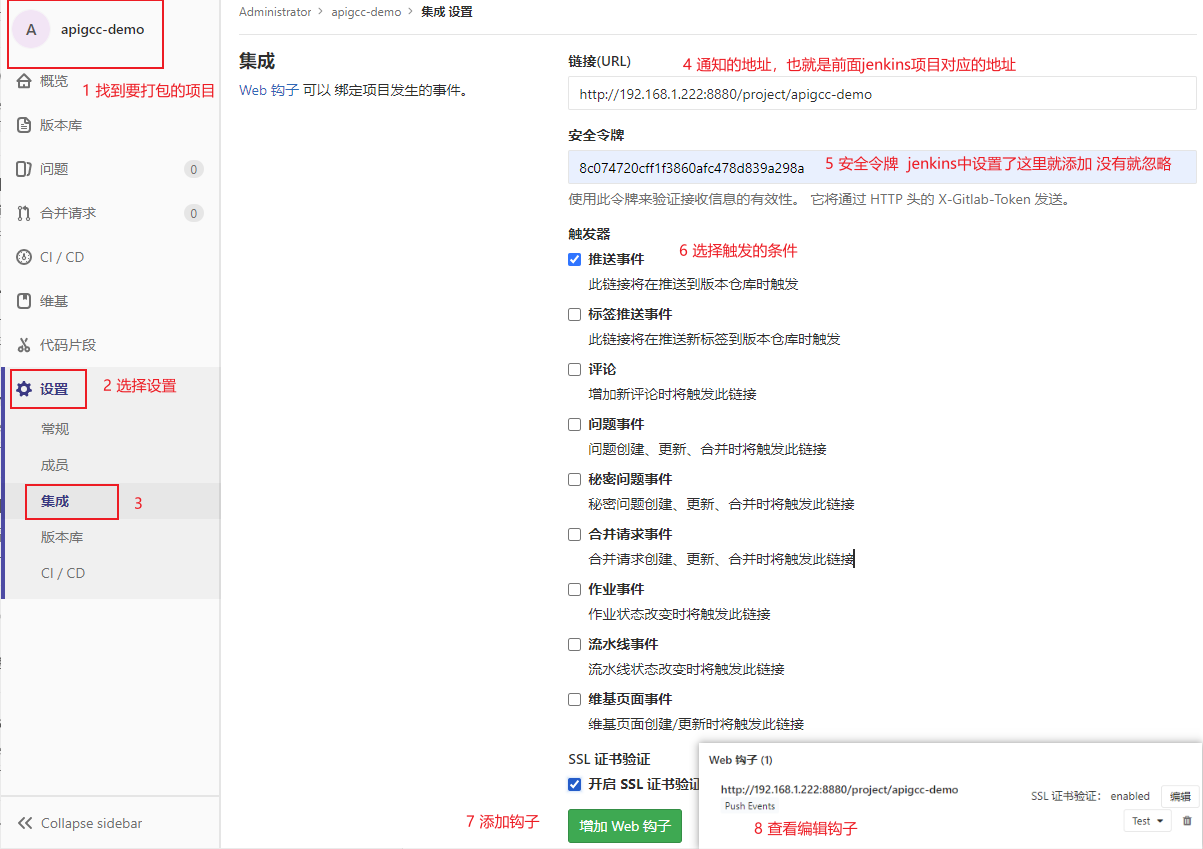 A apigcc-demo
1 找到要打包的项目
概览
版本库
问题 0
合并请求 0
CI / CD
维基
代码片段
设置
2 选择设置
常规
成员
集成
3
版本库
CI / CD
Collapse sidebar
Administrator > apigcc-demo > 集成 设置
集成
Web 钩子 可以 绑定项目发生的事件。
链接(URL)
4 通知的地址，也就是前面jenkins项目对应的地址
http://192.168.1.222:8880/project/apigcc-demo
安全令牌
8c074720cff1f3860afc478d839a298a
5 安全令牌 jenkins中设置了这里就添加 没有就忽略
使用此令牌来验证接收信息的有效性。 它将通过 HTTP 头的 X-Gitlab-Token 发送。
触发器
6 选择触发的条件
推送事件
此链接将在推送到版本仓库时触发
标签推送事件
此链接将在推送新标签到版本仓库时触发
评论
增加新评论时将触发此链接
问题事件
问题创建、更新、合并时将触发此链接
秘密问题事件
秘密问题创建、更新、合并时将触发此链接
合并请求事件
合并请求创建、更新、合并时将触发此链接
作业事件
作业状态改变时将触发此链接
流水线事件
流水线状态改变时将触发此链接
维基页面事件
维基页面创建/更新时将触发此链接
SSL 证书验证
开启 SSL 证书验证
7 添加钩子
增加 Web 钩子
Web 钩子 (1)
http://192.168.1.222:8880/project/apigcc-demo
Push Events
SSL 证书验证： enabled
编辑
Test
8 查看编辑钩子